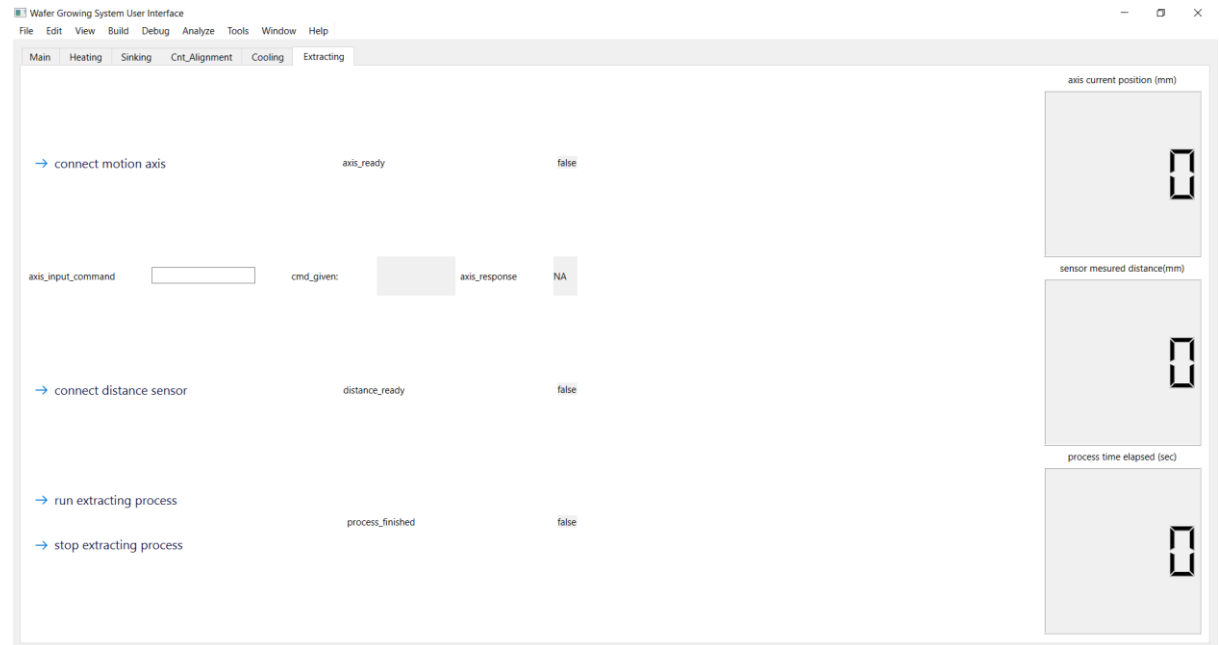 Wafer Growing System User Interface
File Edit View Build Debug Analyze Tools Window Help
Main Heating Sinking Cnt_Alignment Cooling Extracting
axis current position (mm)
connect motion axis axis_ready false
0
axis_input_command cmd_given: axis_response NA
sensor mesured distance(mm)
0
connect distance sensor distance_ready false
process time elapsed (sec)
run extracting process
process_finished false
stop extracting process
0